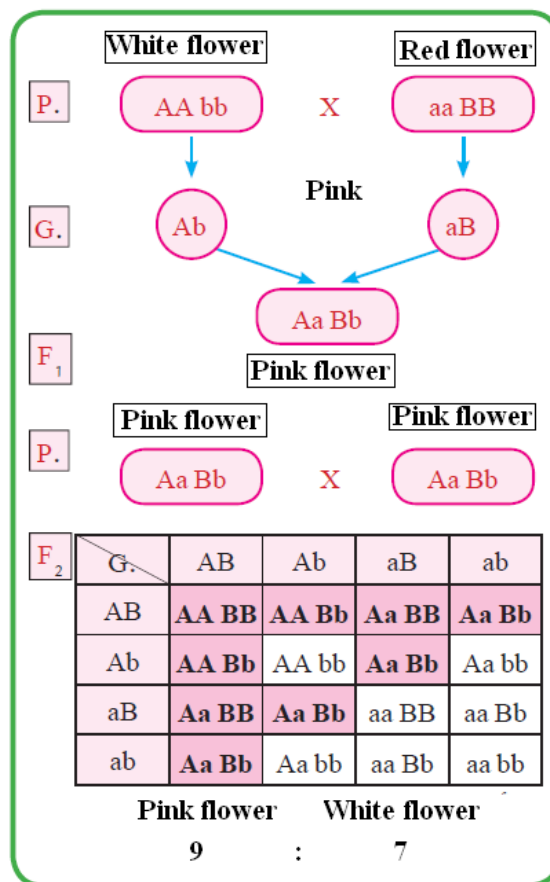 White flower Red flower
P. AA bb X aa BB
Pink
G. Ab aB
Aa Bb
F1
Pink flower
Pink flower Pink flower
P. Aa Bb X Aa Bb
F2 G. AB Ab aB ab
AB AA BB AA Bb Aa BB Aa Bb
Ab AA Bb AA bb Aa Bb Aa bb
aB Aa BB Aa Bb aa BB aa Bb
ab Aa Bb Aa bb aa Bb aa bb
Pink flower White flower
9 : 7